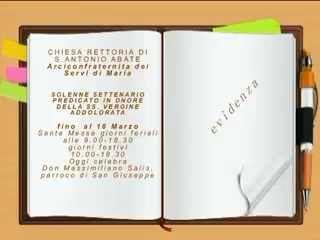 CHIESA RETTORIA DI
S.ANTONIO ABATE
Arciconfraternita dei
Servi di Maria
SOLENNE SETTENARIO
PREDICATO IN ONORE
DELLA SS. VERGINE
ADDOLORATA
fino al 16 Marzo
Sante Messe giorni feriali
alle 9.00-18.30
giorni festivi
10.00-18.30
Oggi celebra
Don Massimiliano Salis,
parroco di San Giuseppe
evidenza